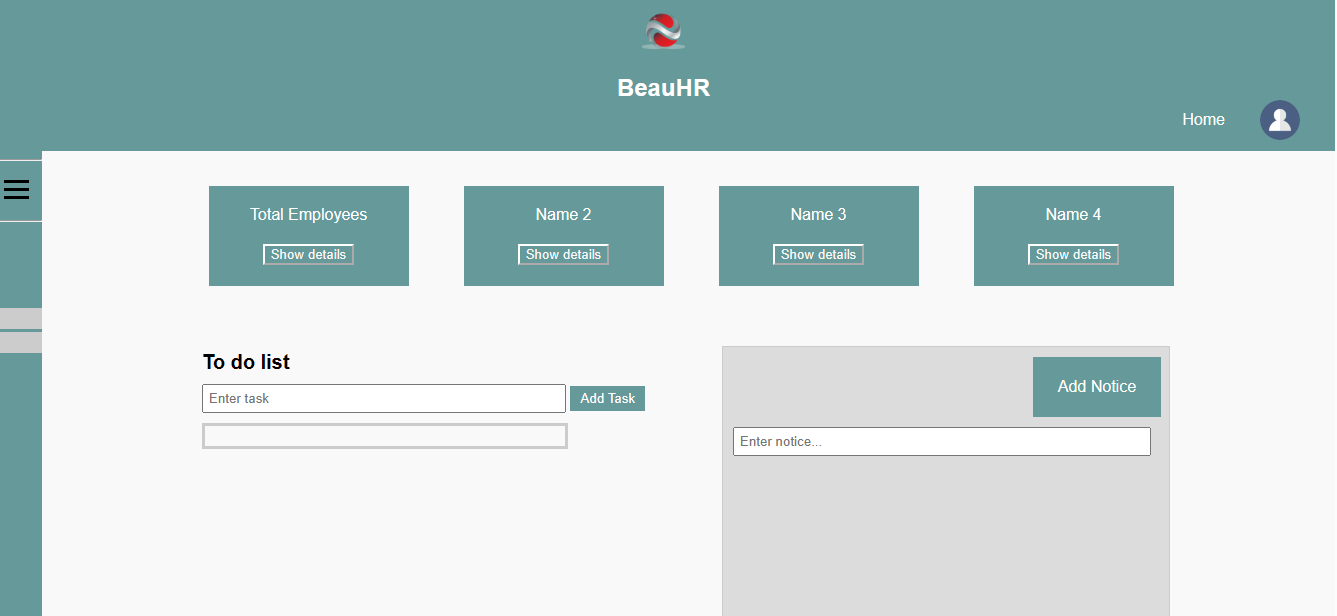 BeauHR
Home
Total Employees
Show details
Name 2
Show details
Name 3
Show details
Name 4
Show details
To do list
Enter task
Add Task
Add Notice
Enter notice...